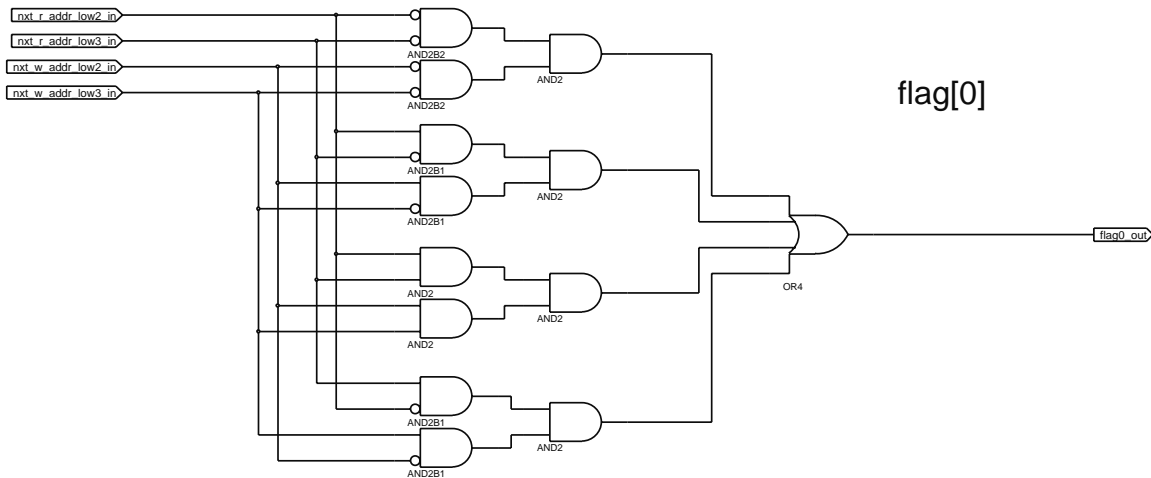 nxt_r_addr_low2_in
nxt_r_addr_low3_in
nxt_w_addr_low2_in
nxt_w_addr_low3_in
AND2B2
AND2
AND2B2
flag[0]
AND2B1
AND2
AND2B1
flag0_out
OR4
AND2
AND2
AND2
AND2B1
AND2
AND2B1